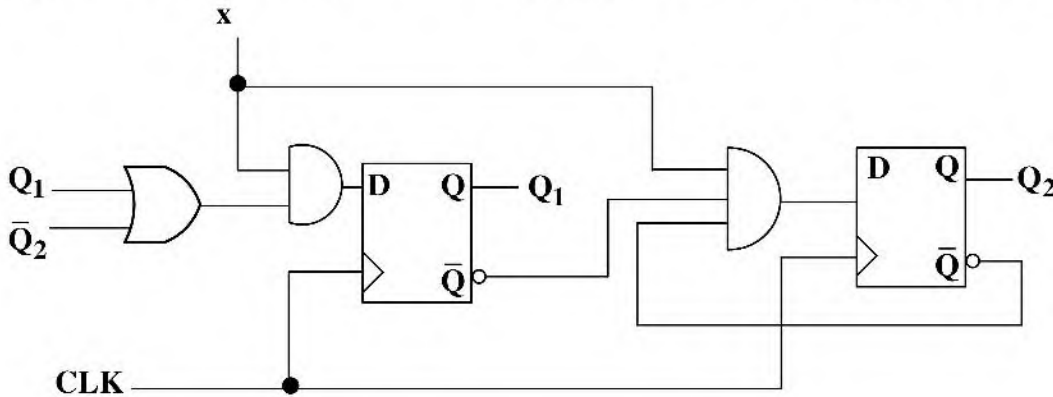 x
Q₁
Q̄₂
D Q Q₁
Q̄
D Q Q₂
Q̄
CLK